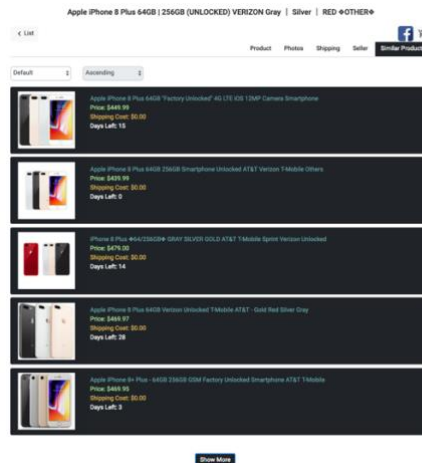 Apple iPhone 8 Plus 64GB | 256GB (UNLOCKED) VERIZON Gray | Silver | RED ❖OTHER❖
< List
Product Photos Shipping Seller Similar Product
Default Ascending
Apple iPhone 8 Plus 64GB "Factory Unlocked" 4G LTE iOS 12MP Camera Smartphone
Price: $449.99
Shipping Cost: $0.00
Days Left: 15
Apple iPhone 8 Plus 64GB 256GB Smartphone Unlocked AT&T Verizon T-Mobile Others
Price: $439.99
Shipping Cost: $0.00
Days Left: 0
iPhone 8 Plus ❖64/256GB❖ GRAY SILVER GOLD AT&T T-Mobile Sprint Verizon Unlocked
Price: $479.00
Shipping Cost: $0.00
Days Left: 14
Apple iPhone 8 Plus 64GB Verizon Unlocked T-Mobile AT&T - Gold Red Silver Gray
Price: $469.97
Shipping Cost: $0.00
Days Left: 28
Apple iPhone 8+ Plus - 64GB 256GB GSM Factory Unlocked Smartphone AT&T T-Mobile
Price: $469.95
Shipping Cost: $0.00
Days Left: 3
Show More